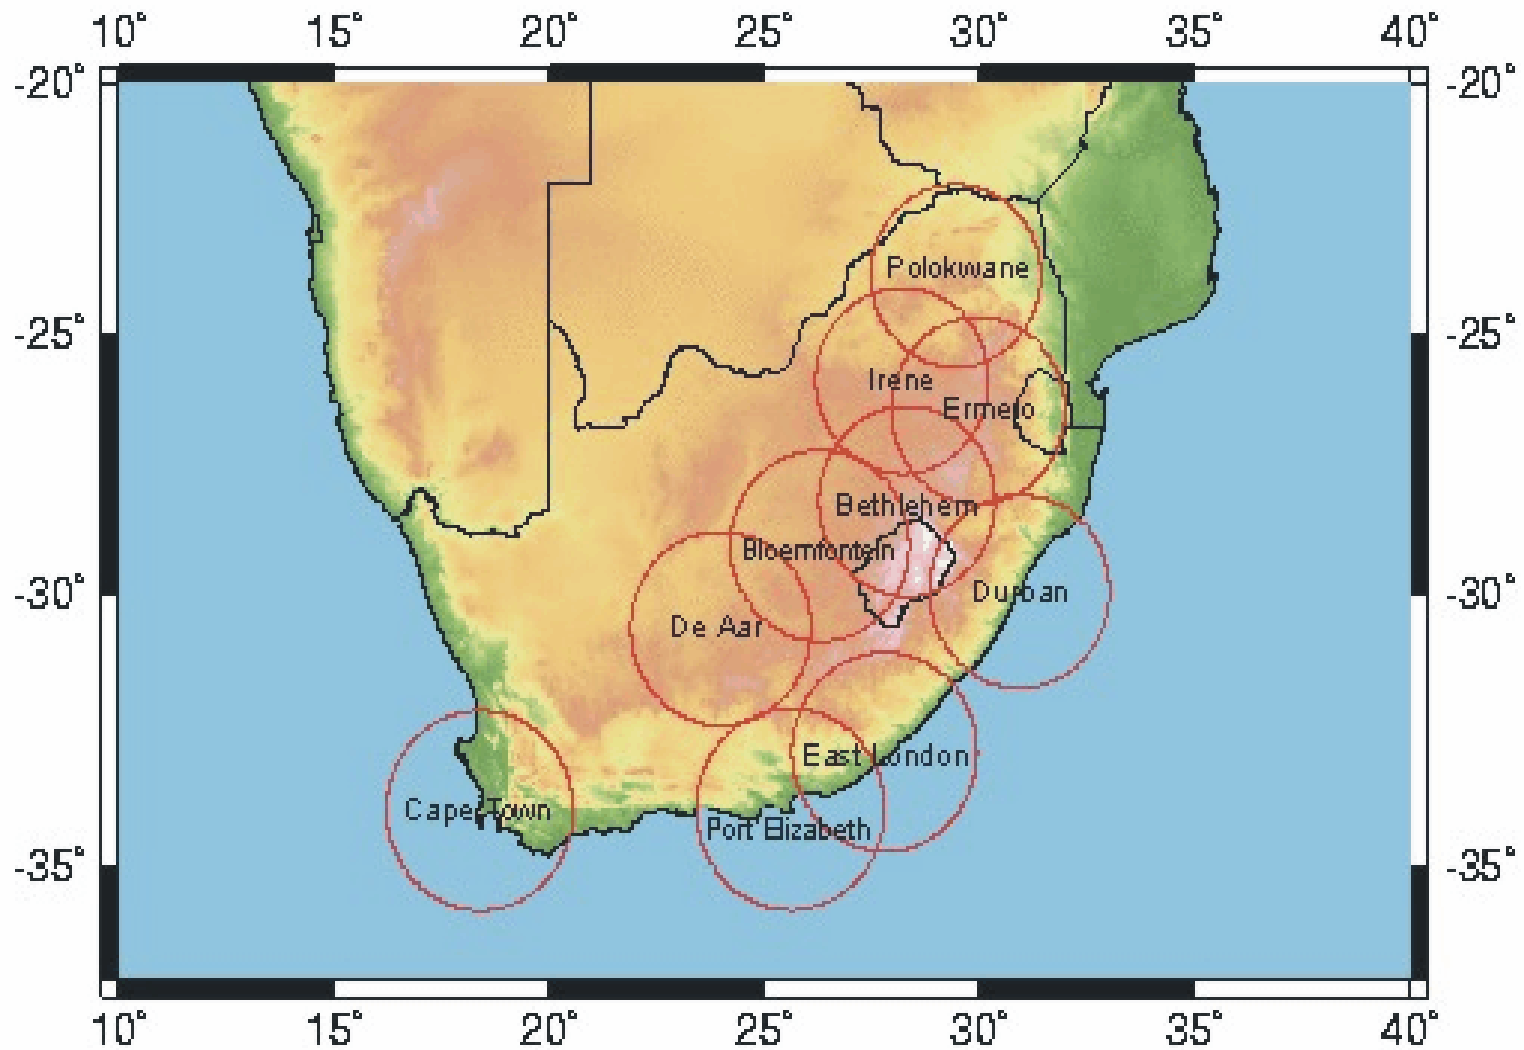 10° 15° 20° 25° 30° 35° 40°
-20° -20°
Polokwane
-25° -25°
Irene
Ermelo
Bethlehem
Bloemfontein
-30° Durban -30°
De Aar
East London
Cape Town
Port Elizabeth
-35° -35°
10° 15° 20° 25° 30° 35° 40°